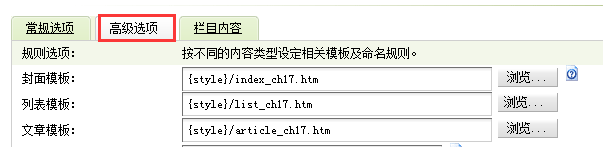 常规选项 高级选项 栏目内容
规则选项： 按不同的内容类型设定相关模板及命名规则。
封面模板： {style}/index_ch17.htm 浏览...
列表模板： {style}/list_ch17.htm 浏览...
文章模板： {style}/article_ch17.htm 浏览...